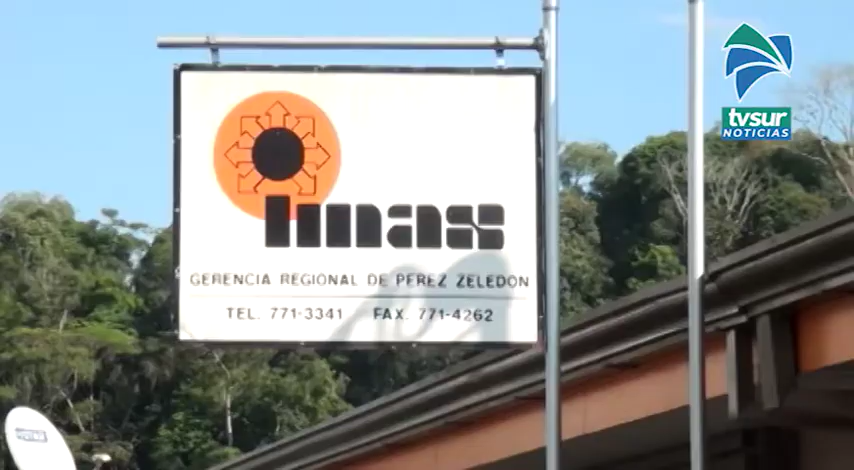 tvsur
NOTICIAS
imas
GERENCIA REGIONAL DE PEREZ ZELEDON
TEL. 771-3341 FAX. 771-4262